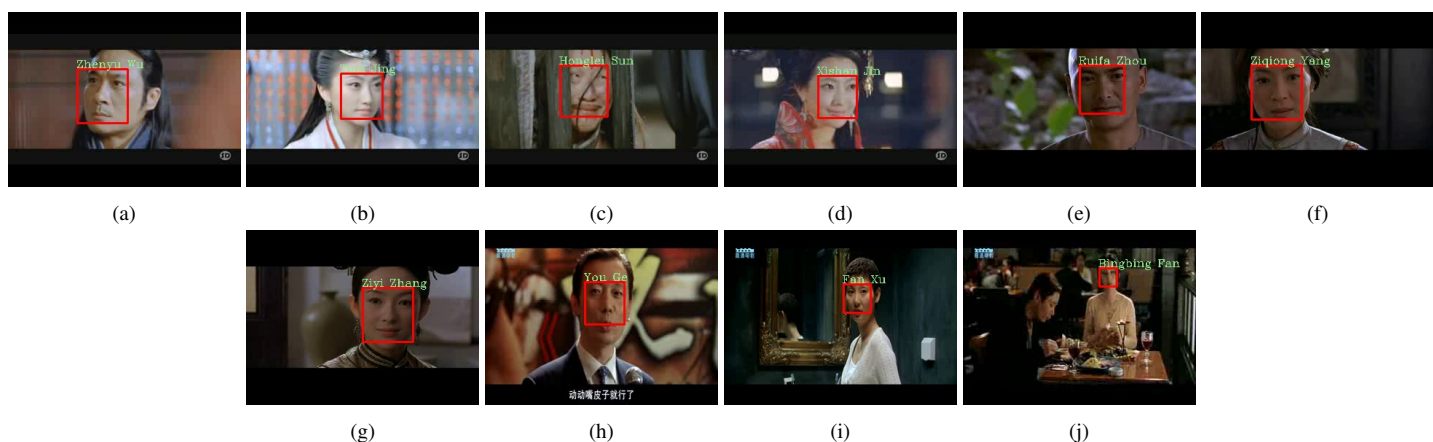 Zhenyu Wu
Jing
Honglei Sun
Xishan Jin
Ruifa Zhou
Ziqiong Yang
(a)
(b)
(c)
(d)
(e)
(f)
Ziyi Zhang
You Ge
Fan Xu
Bingbing Fan
动动嘴皮子就行了
(g)
(h)
(i)
(j)